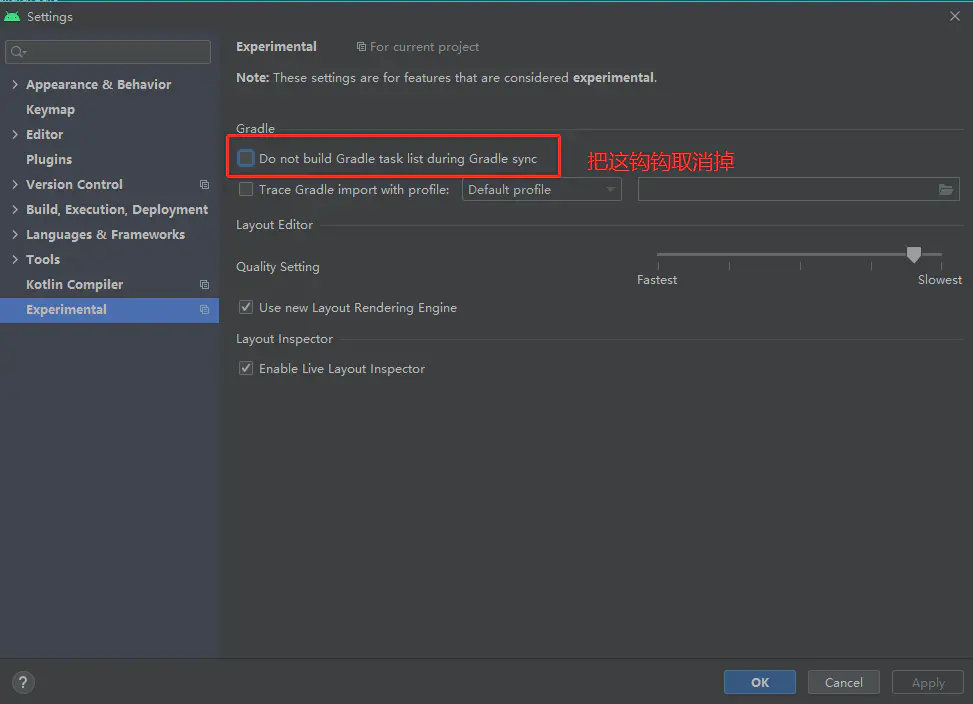 Settings
Experimental
For current project
Note: These settings are for features that are considered experimental.
Appearance & Behavior
Keymap
Editor
Plugins
Version Control
Build, Execution, Deployment
Languages & Frameworks
Tools
Kotlin Compiler
Experimental
Gradle
Do not build Gradle task list during Gradle sync
把这钩钩取消掉
Trace Gradle import with profile:
Default profile
Layout Editor
Quality Setting
Fastest
Slowest
Use new Layout Rendering Engine
Layout Inspector
Enable Live Layout Inspector
?
OK
Cancel
Apply